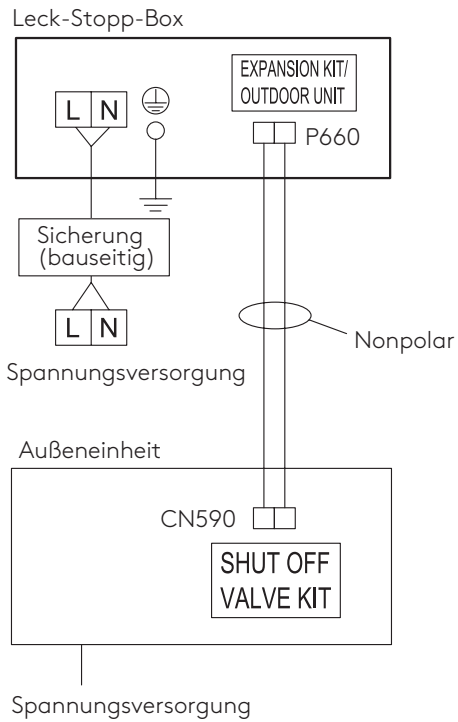 Leck-Stopp-Box
EXPANSION KIT/
OUTDOOR UNIT
L N
P660
Sicherung
(bauseitig)
L N
Nonpolar
Spannungsversorgung
Außeneinheit
CN590
SHUT OFF
VALVE KIT
Spannungsversorgung